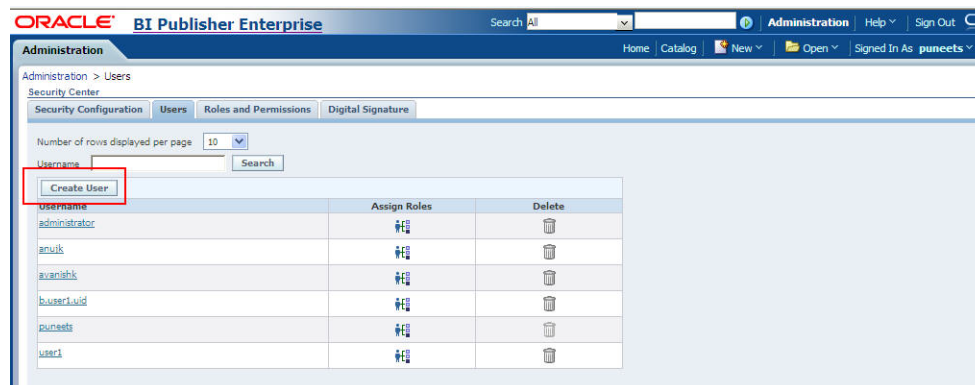 ORACLE BI Publisher Enterprise Search All Administration Help Sign Out
Administration Home Catalog New Open Signed In As puneets
Administration > Users
Security Center
Security Configuration Users Roles and Permissions Digital Signature
Number of rows displayed per page 10
Username Search
Create User
Username Assign Roles Delete
administrator
anujk
avanishk
b.user1.uid
puneets
user1